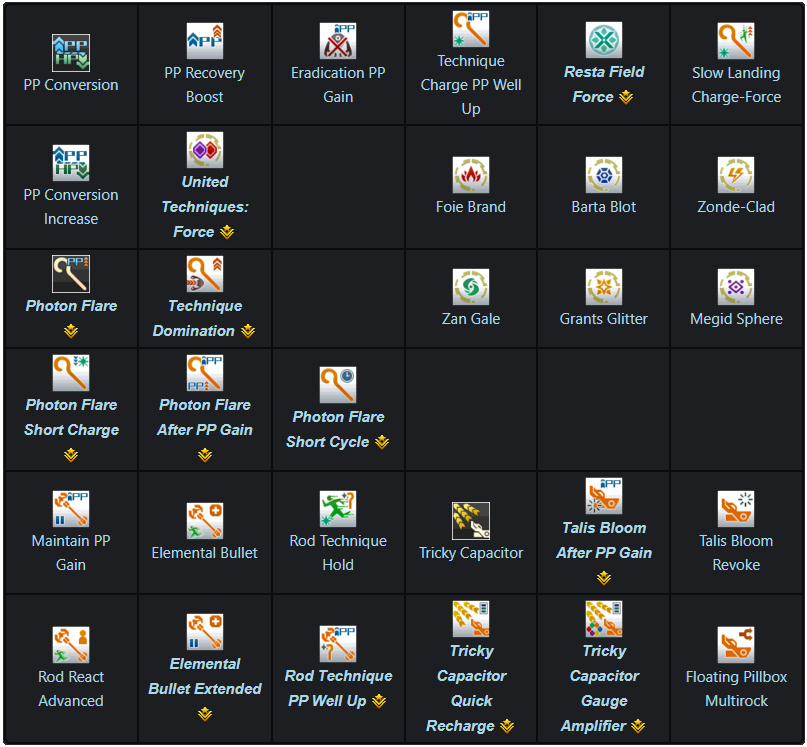 PP Conversion
PP Recovery
Boost
Eradication PP
Gain
Technique
Charge PP Well
Up
Resta Field
Force
Slow Landing
Charge-Force
PP Conversion
Increase
United
Techniques:
Force
Foie Brand
Barta Blot
Zonde-Clad
Photon Flare
Technique
Domination
Zan Gale
Grants Glitter
Megid Sphere
Photon Flare
Short Charge
Photon Flare
After PP Gain
Photon Flare
Short Cycle
Maintain PP
Gain
Elemental Bullet
Rod Technique
Hold
Tricky Capacitor
Talis Bloom
After PP Gain
Talis Bloom
Revoke
Rod React
Advanced
Elemental
Bullet Extended
Rod Technique
PP Well Up
Tricky
Capacitor
Quick
Recharge
Tricky
Capacitor
Gauge
Amplifier
Floating Pillbox
Multirock